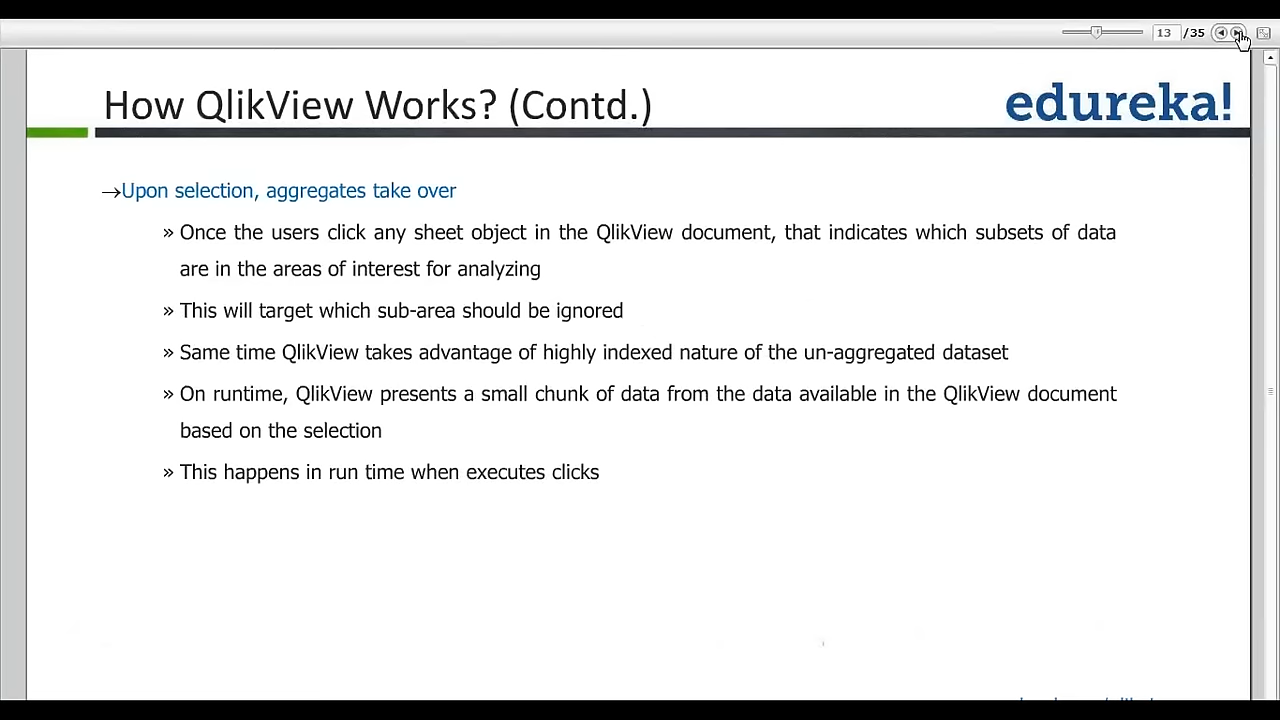 13 /35
How QlikView Works? (Contd.)
edureka!
→Upon selection, aggregates take over
» Once the users click any sheet object in the QlikView document, that indicates which subsets of data
are in the areas of interest for analyzing
» This will target which sub-area should be ignored
» Same time QlikView takes advantage of highly indexed nature of the un-aggregated dataset
» On runtime, QlikView presents a small chunk of data from the data available in the QlikView document
based on the selection
» This happens in run time when executes clicks